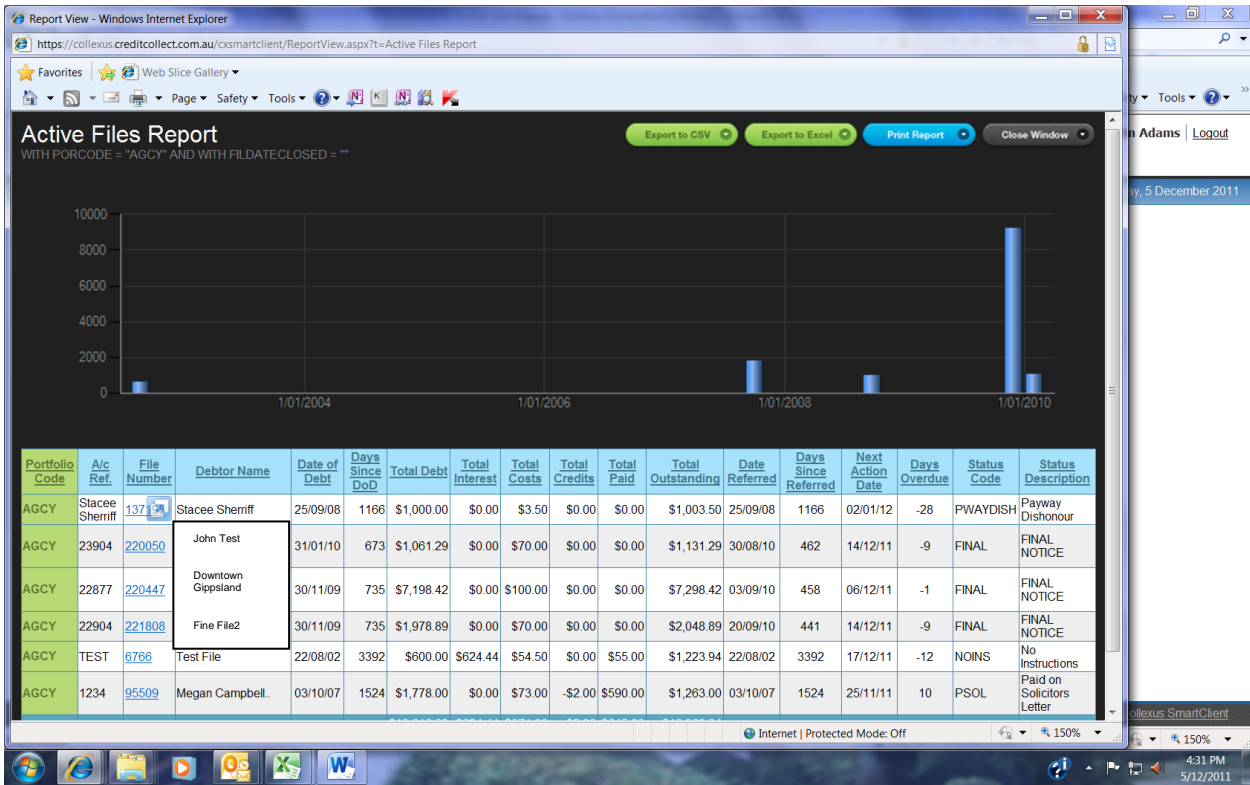 Report View - Windows Internet Explorer
https://collexus.creditcollect.com.au/cxsmartclient/ReportView.aspx?t=Active Files Report
Favorites Web Slice Gallery
Page Safety Tools
ty Tools
Active Files Report
WITH PORCODE = "AGCY" AND WITH FILDATECLOSED = ""
Export to CSV Export to Excel Print Report Close Window
n Adams | Logout
ay, 5 December 2011
10000
8000
6000
4000
2000
0
1/01/2004 1/01/2006 1/01/2008 1/01/2010
Portfolio Code A/c Ref. File Number Debtor Name Date of Debt Days Since DoD Total Debt Total Interest Total Costs Total Credits Total Paid Total Outstanding Date Referred Days Since Referred Next Action Date Days Overdue Status Code Status Description
AGCY Stacee Sherriff Stacee Sherriff 25/09/08 1166 $1,000.00 $0.00 $3.50 $0.00 $0.00 $1,003.50 25/09/08 1166 02/01/12 -28 PWAYDISH Payway Dishonour
AGCY 23904 220050 John Test 31/01/10 673 $1,061.29 $0.00 $70.00 $0.00 $0.00 $1,131.29 30/08/10 462 14/12/11 -9 FINAL FINAL NOTICE
AGCY 22877 220447 Downtown Gippsland 30/11/09 735 $7,198.42 $0.00 $100.00 $0.00 $0.00 $7,298.42 03/09/10 458 06/12/11 -1 FINAL FINAL NOTICE
AGCY 22904 221808 Fine File2 30/11/09 735 $1,978.89 $0.00 $70.00 $0.00 $0.00 $2,048.89 20/09/10 441 14/12/11 -9 FINAL FINAL NOTICE
AGCY TEST 6766 Test File 22/08/02 3392 $600.00 $624.44 $54.50 $0.00 $55.00 $1,223.94 22/08/02 3392 17/12/11 -12 NOINS No Instructions
AGCY 1234 95509 Megan Campbell.. 03/10/07 1524 $1,778.00 $0.00 $73.00 -$2.00 $590.00 $1,263.00 03/10/07 1524 25/11/11 10 PSOL Paid on Solicitors Letter
ollexus SmartClient
Internet | Protected Mode: Off 150%
150%
4:31 PM
5/12/2011